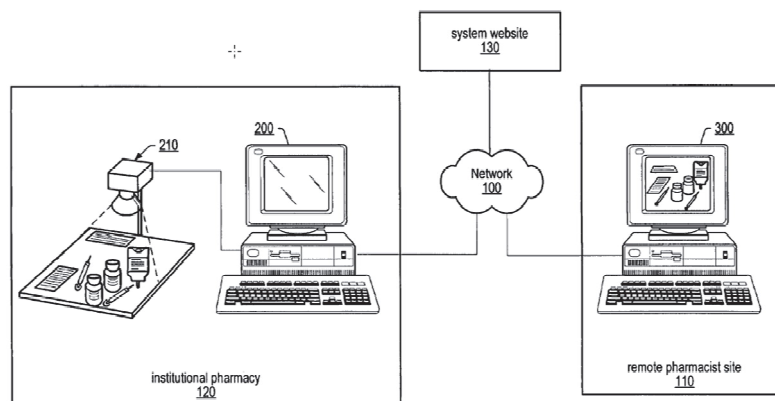 system website
130
210
200
300
Network
100
institutional pharmacy
120
remote pharmacist site
110